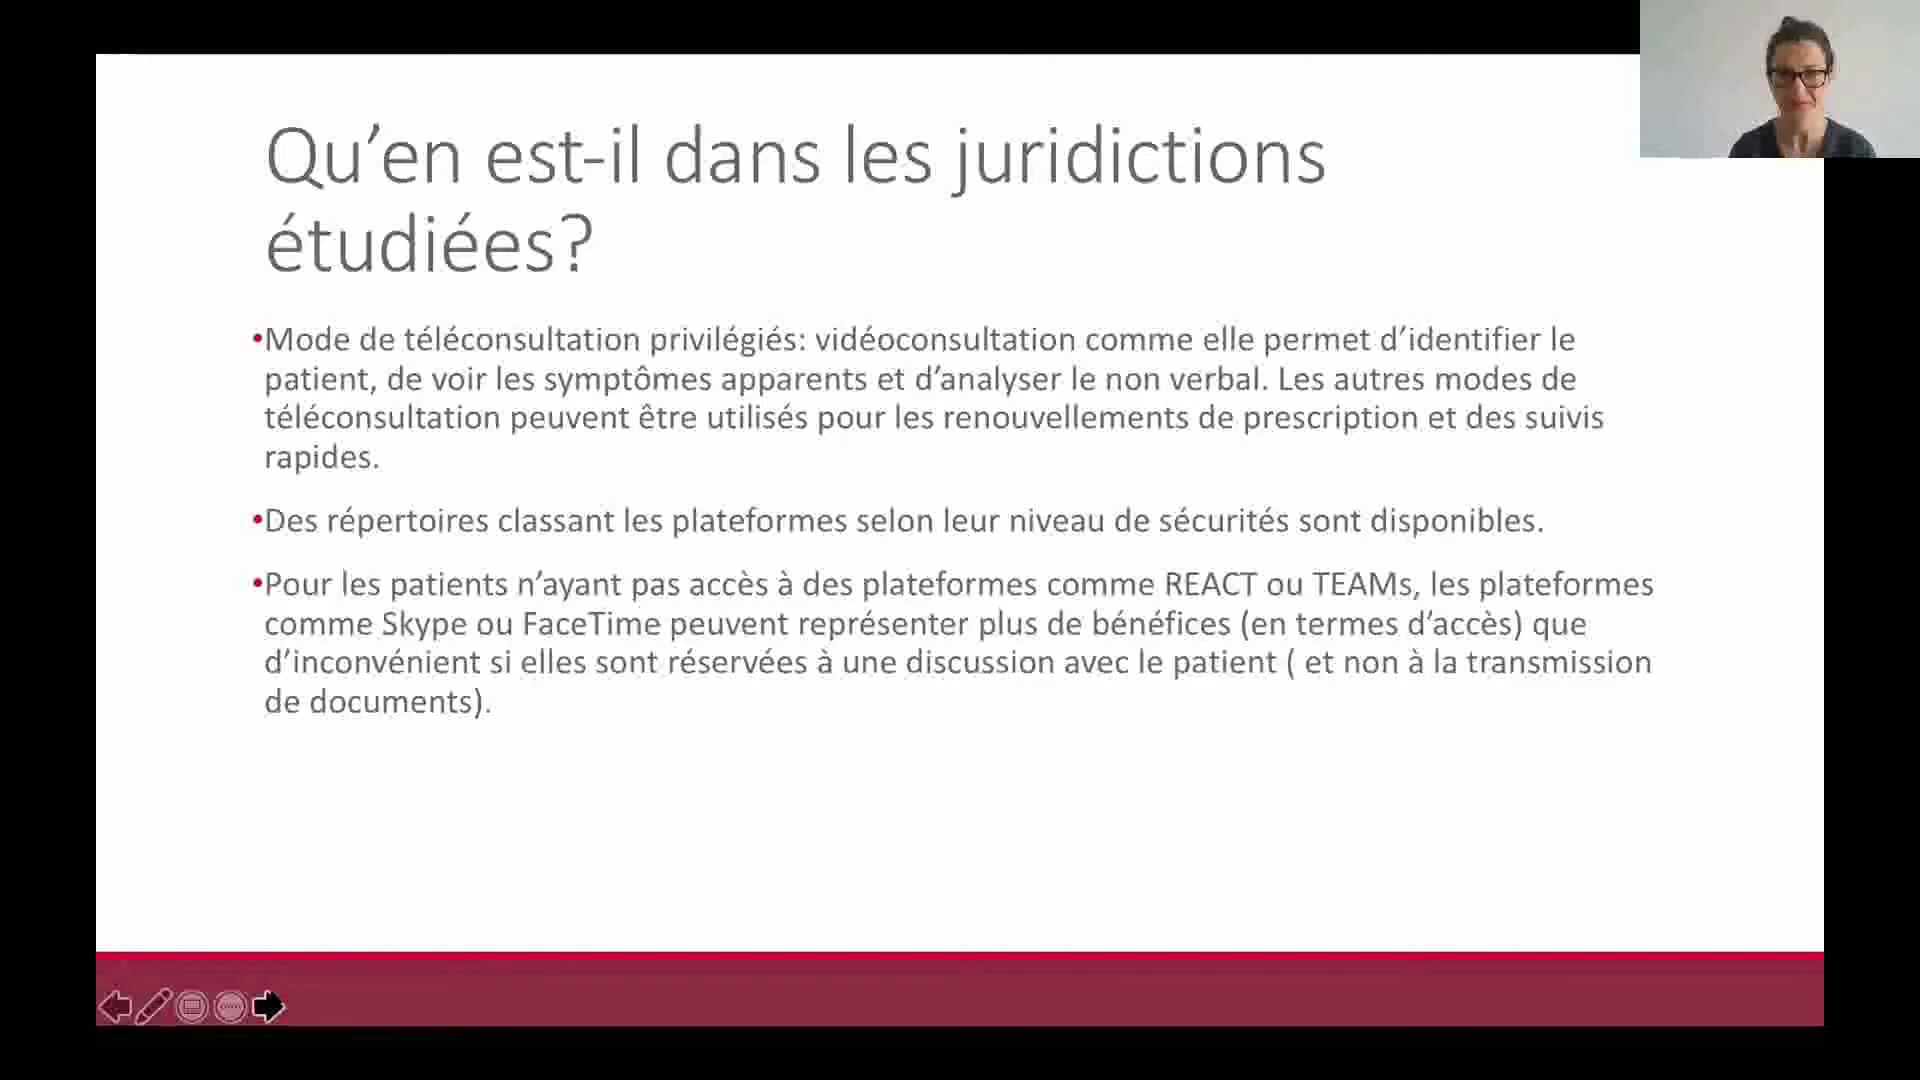 Qu’en est-il dans les juridictions
étudiées?
•Mode de téléconsultation privilégiés: vidéoconsultation comme elle permet d’identifier le
patient, de voir les symptômes apparents et d’analyser le non verbal. Les autres modes de
téléconsultation peuvent être utilisés pour les renouvellements de prescription et des suivis
rapides.
•Des répertoires classant les plateformes selon leur niveau de sécurités sont disponibles.
•Pour les patients n’ayant pas accès à des plateformes comme REACT ou TEAMs, les plateformes
comme Skype ou FaceTime peuvent représenter plus de bénéfices (en termes d’accès) que
d’inconvénient si elles sont réservées à une discussion avec le patient ( et non à la transmission
de documents).